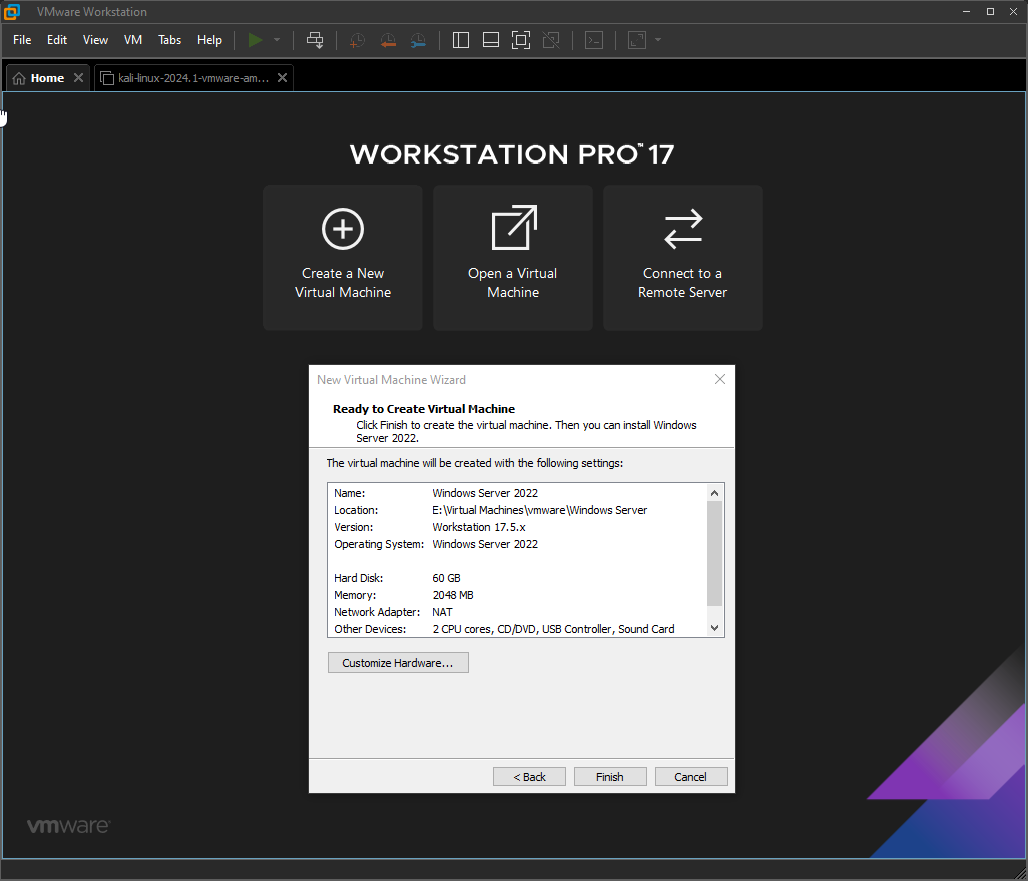 VMware Workstation
File Edit View VM Tabs Help
Home
kali-linux-2024.1-vmware-am...
WORKSTATION PRO™ 17
Create a New
Virtual Machine
Open a Virtual
Machine
Connect to a
Remote Server
New Virtual Machine Wizard
Ready to Create Virtual Machine
Click Finish to create the virtual machine. Then you can install Windows
Server 2022.
The virtual machine will be created with the following settings:
Name: Windows Server 2022
Location: E:\Virtual Machines\vmware\Windows Server
Version: Workstation 17.5.x
Operating System: Windows Server 2022
Hard Disk: 60 GB
Memory: 2048 MB
Network Adapter: NAT
Other Devices: 2 CPU cores, CD/DVD, USB Controller, Sound Card
Customize Hardware...
< Back Finish Cancel
vmware